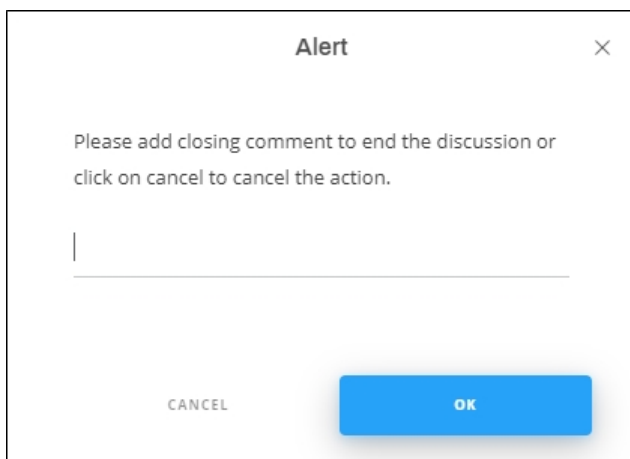 Alert
Please add closing comment to end the discussion or
click on cancel to cancel the action.
CANCEL
OK